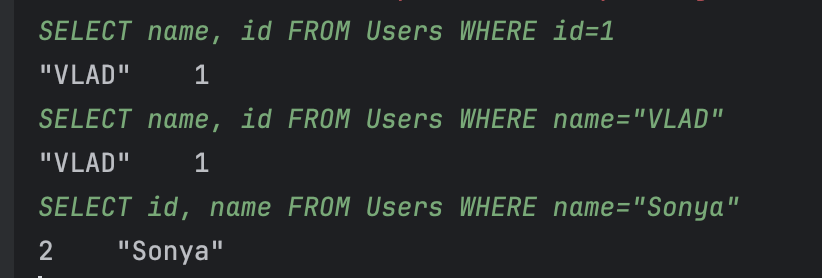 SELECT name, id FROM Users WHERE id=1
"VLAD"    1
SELECT name, id FROM Users WHERE name="VLAD"
"VLAD"    1
SELECT id, name FROM Users WHERE name="Sonya"
2    "Sonya"